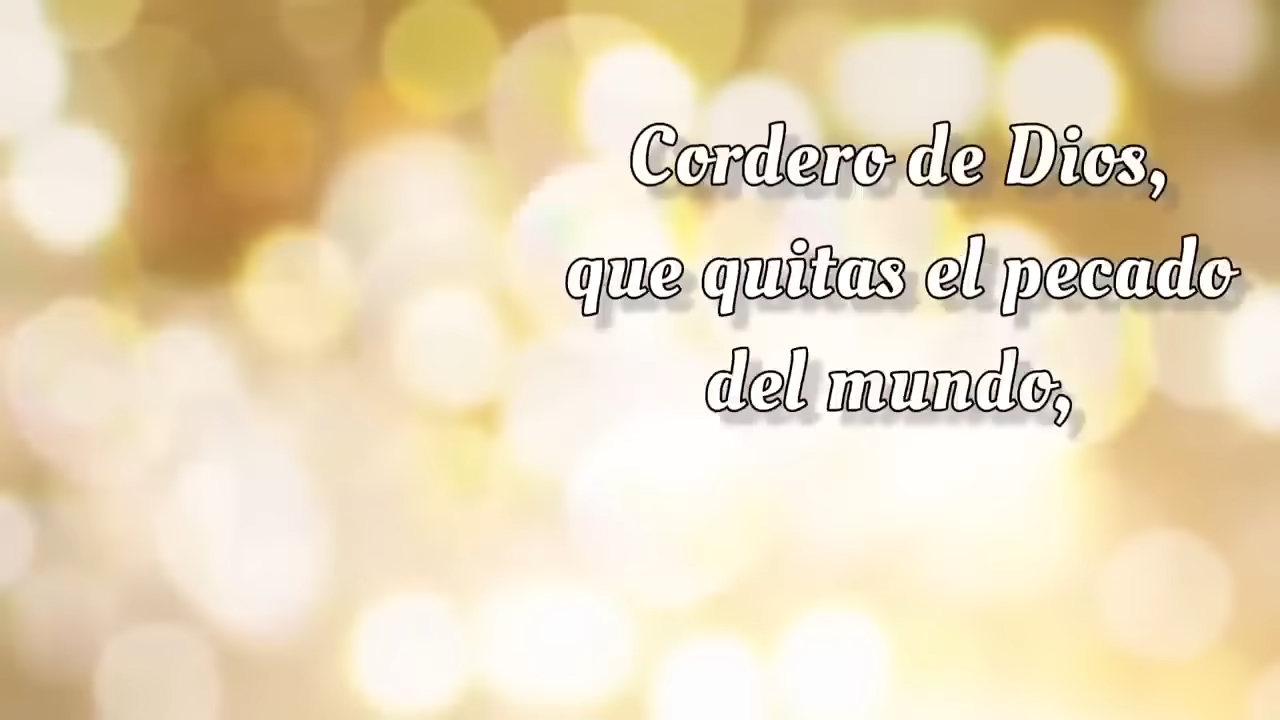 Cordero de Dios,
que quitas el pecado
del mundo,